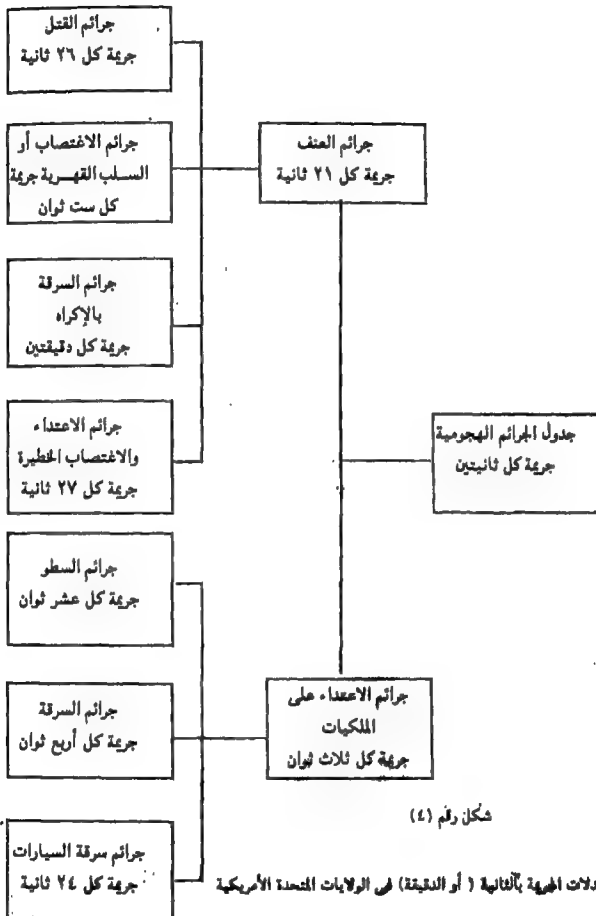 جدول الجرائم الهجومية
جريمة كل ثانيتين
جرائم العنف
جريمة كل ٢١ ثانية
جرائم القتل
جريمة كل ٢٦ ثانية
جرائم الاغتصاب أو
السلب القهرية جريمة
كل ست ثوان
جرائم السرقة
بالإكراه
جريمة كل دقيقتين
جرائم الاعتداء
والاغتصاب الخطيرة
جريمة كل ٢٧ ثانية
جرائم الاعتداء على
الملكيات
جريمة كل ثلاث ثوان
جرائم السطو
جريمة كل عشر ثوان
جرائم السرقة
جريمة كل أربع ثوان
جرائم سرقة السيارات
جريمة كل ٢٤ ثانية
شكل رقم (٤)
بالثانية ( أو الدقيقة) في الولايات المتحدة الأمريكية